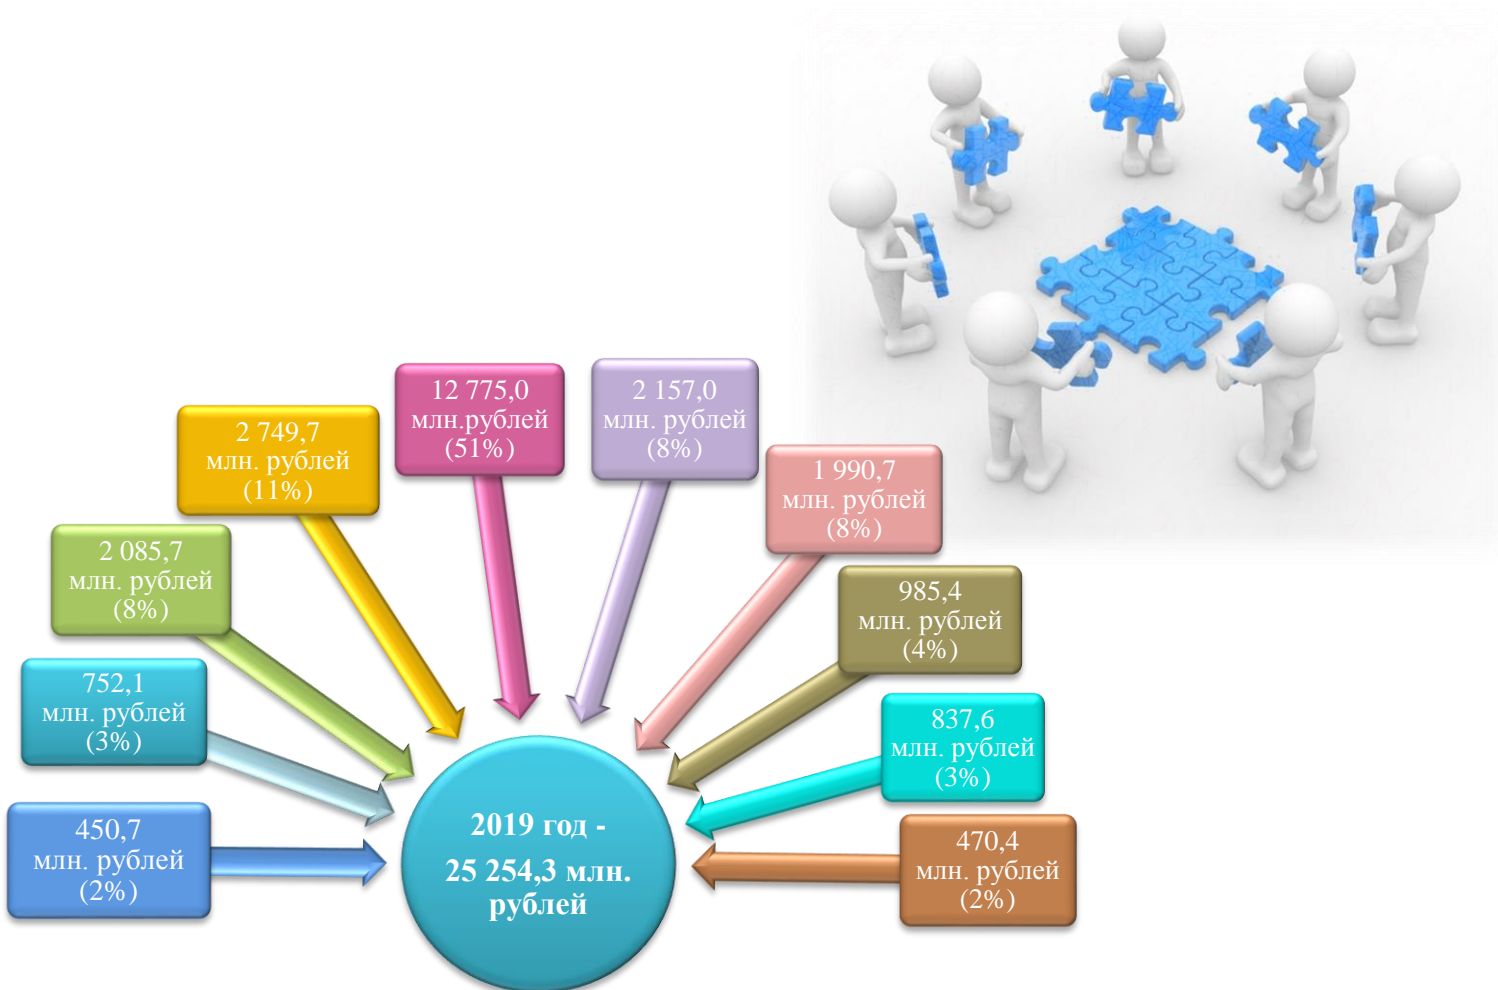 12 775,0
млн.рублей
(51%)
2 157,0
млн. рублей
(8%)
2 749,7
млн. рублей
(11%)
1 990,7
млн. рублей
(8%)
2 085,7
млн. рублей
(8%)
985,4
млн. рублей
(4%)
752,1
млн. рублей
(3%)
837,6
млн. рублей
(3%)
450,7
млн. рублей
(2%)
470,4
млн. рублей
(2%)
2019 год -
25 254,3 млн.
рублей